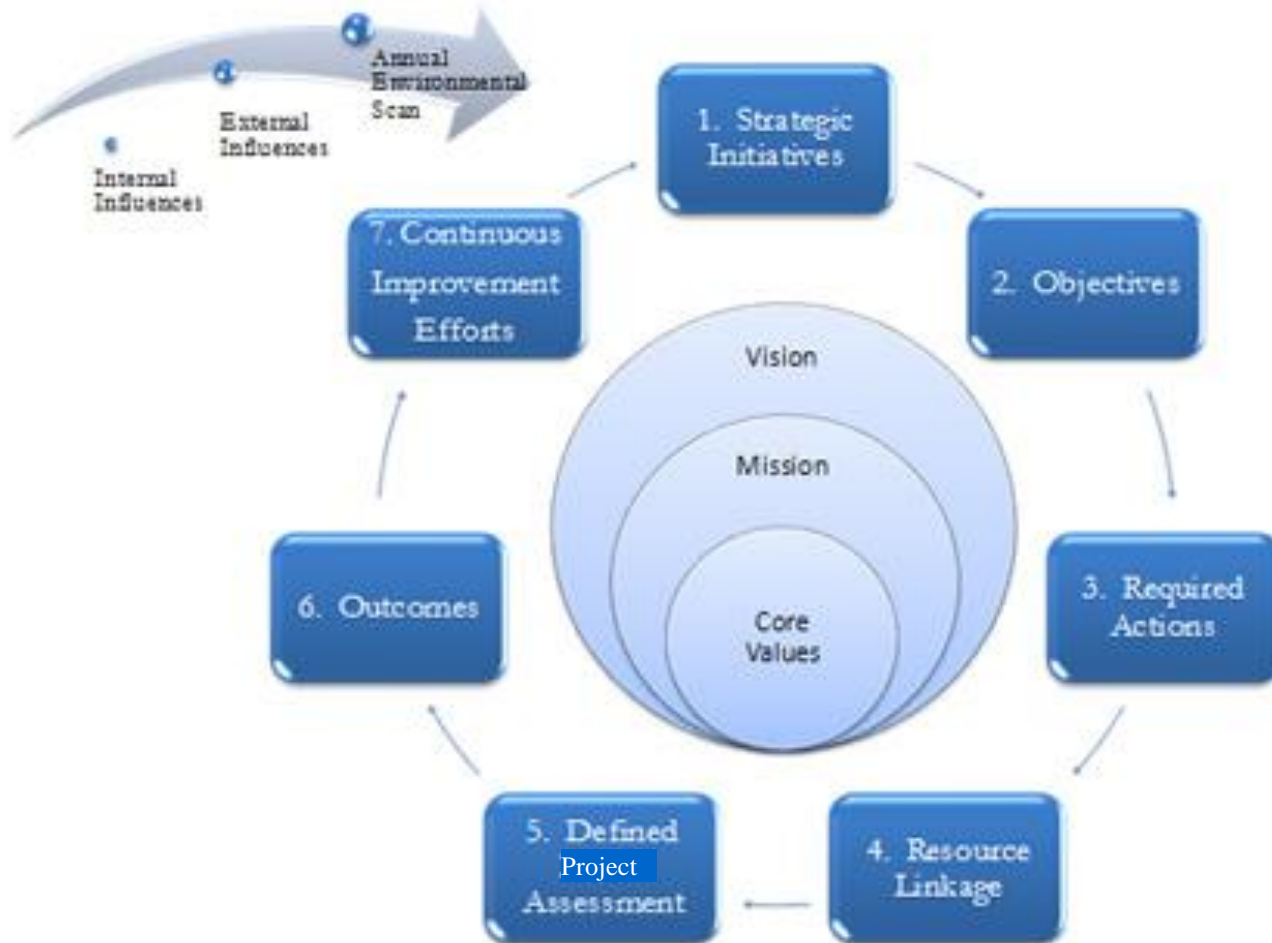 Annual
Environmental
Scan
External
Influences
Internal
Influences
1. Strategic
Initiatives
2. Objectives
3. Required
Actions
4. Resource
Linkage
5. Defined
Project
Assessment
6. Outcomes
7. Continuous
Improvement
Efforts
Vision
Mission
Core
Values